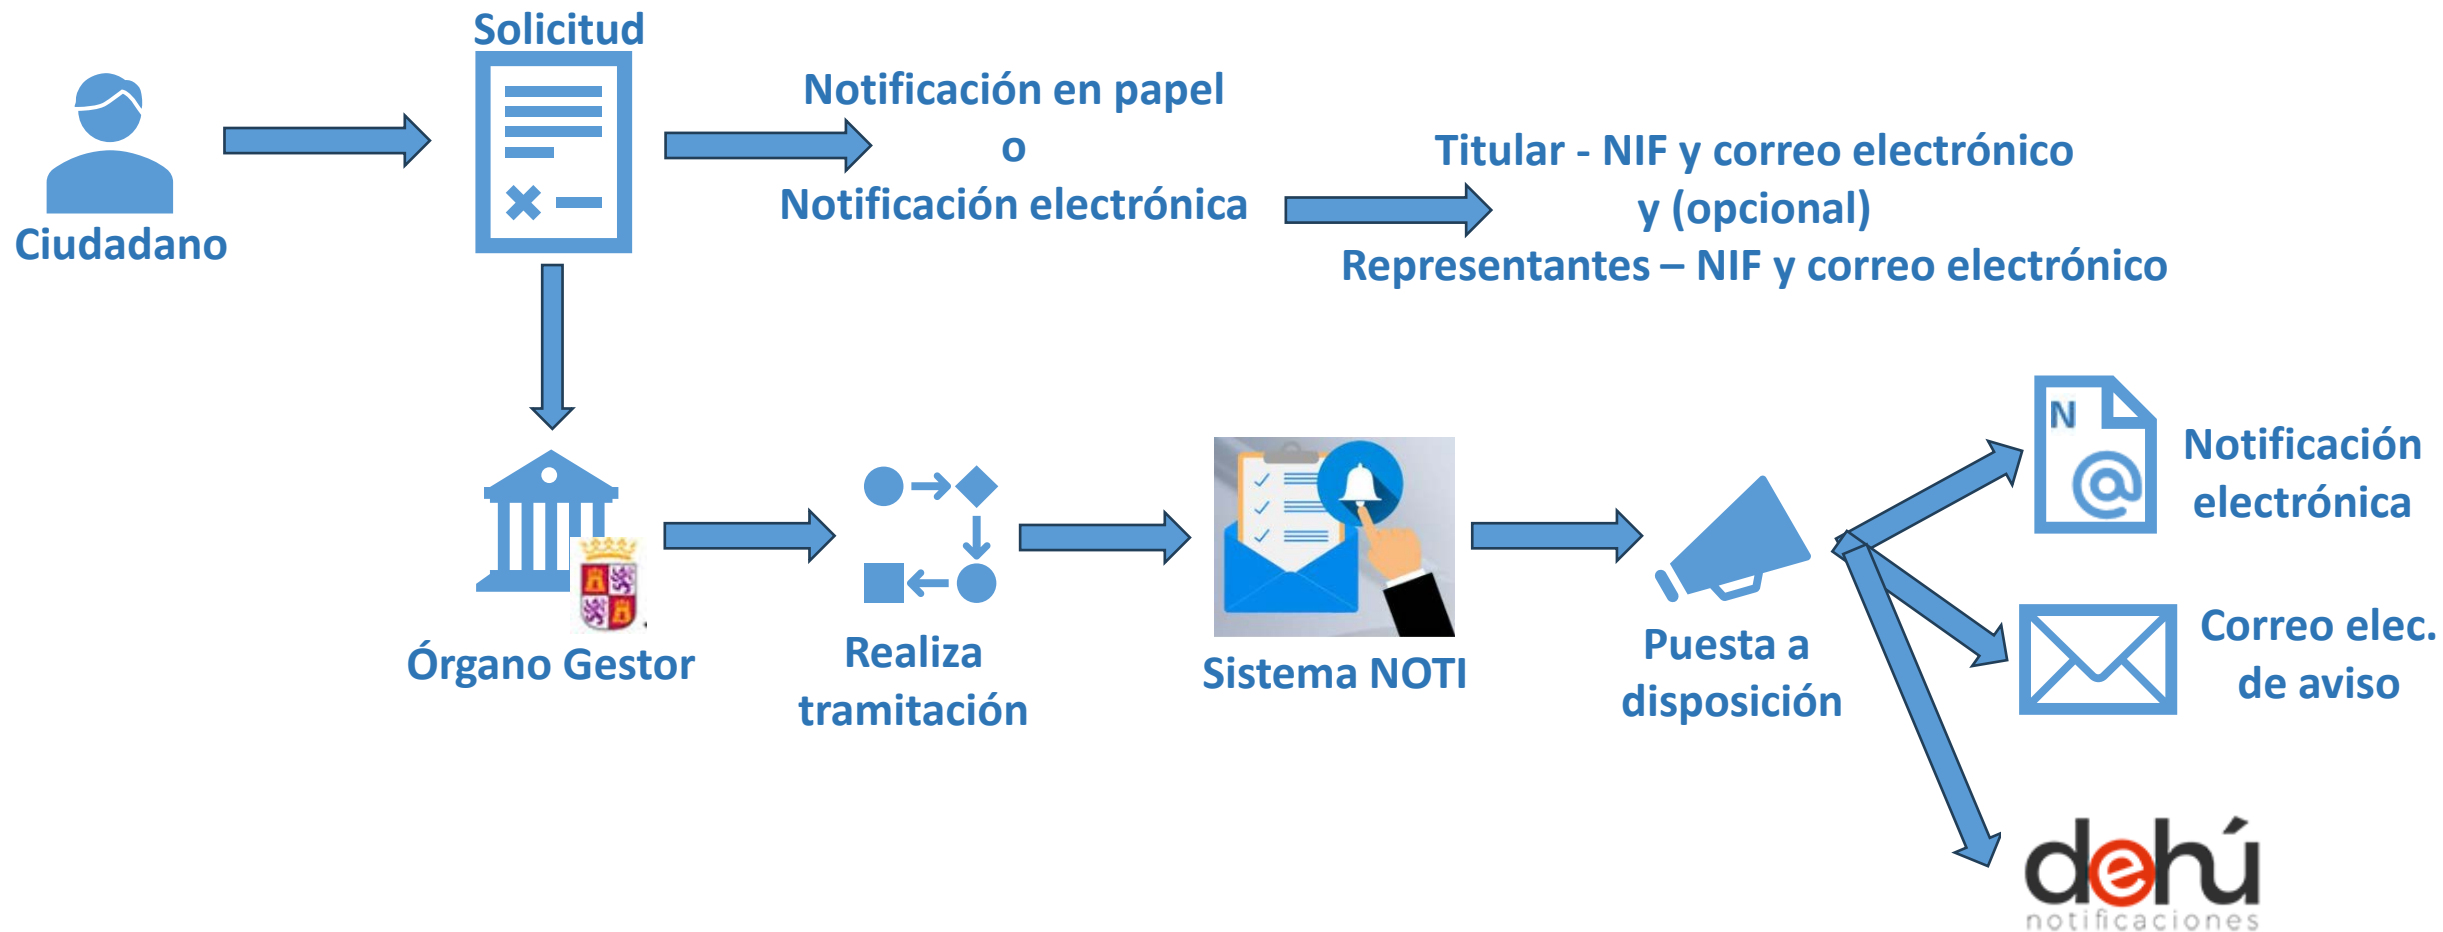 Solicitud
Ciudadano
Notificación en papel
o
Notificación electrónica
Titular - NIF y correo electrónico
y (opcional)
Representantes – NIF y correo electrónico
Órgano Gestor
Realiza
tramitación
Sistema NOTI
Puesta a
disposición
N
@
Notificación
electrónica
Correo elec.
de aviso
dehú
notificaciones